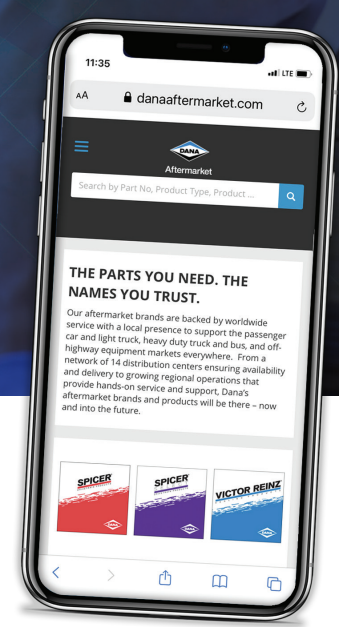 11:35
LTE
AA danaaftermarket.com
DANA
Aftermarket
Search by Part No, Product Type, Product ...
THE PARTS YOU NEED. THE
NAMES YOU TRUST.
Our aftermarket brands are backed by worldwide
service with a local presence to support the passenger
car and light truck, heavy duty truck and bus, and off-
highway equipment markets everywhere. From a
network of 14 distribution centers ensuring availability
and delivery to growing regional operations that
provide hands-on service and support, Dana's
aftermarket brands and products will be there – now
and into the future.
SPICER SPICER VICTOR REINZ
DANA DANA DANA